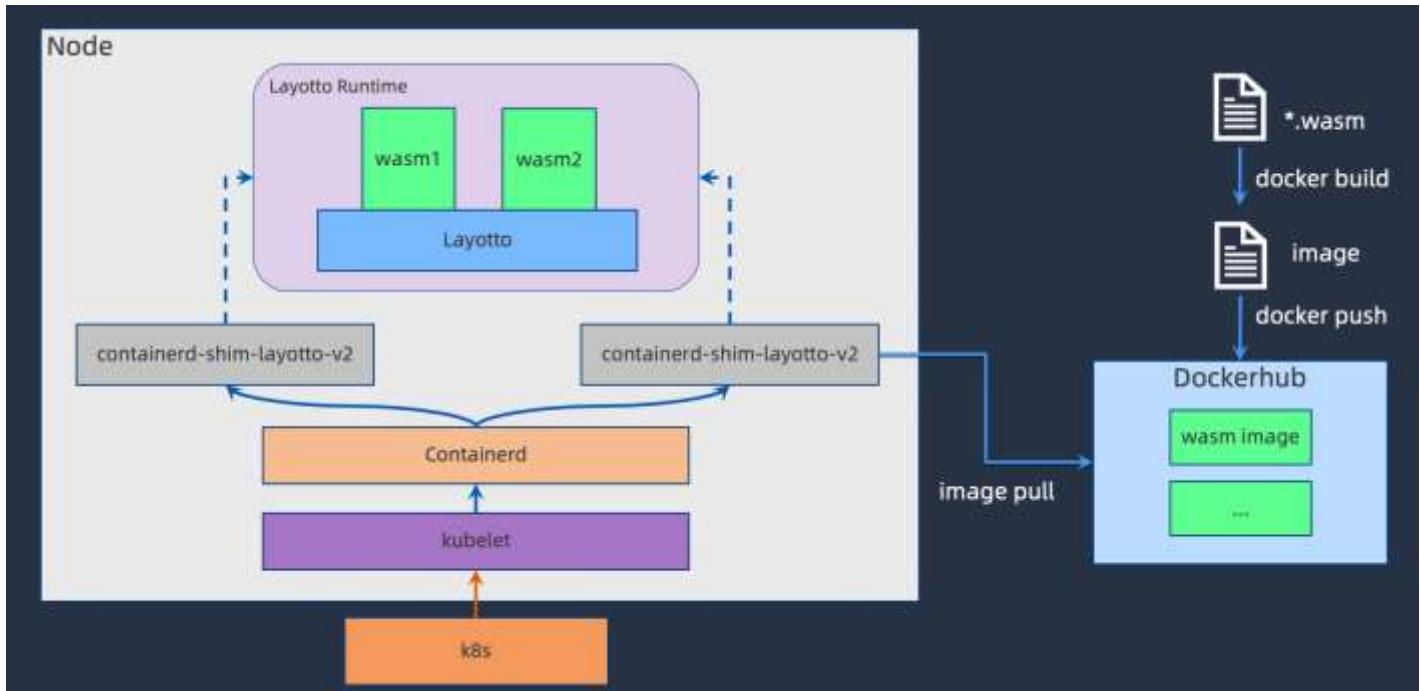 Node
Layotto Runtime
wasm1
wasm2
Layotto
containerd-shim-layotto-v2
containerd-shim-layotto-v2
Containerd
kubelet
k8s
*.wasm
docker build
image
docker push
Dockerhub
wasm image
...
image pull